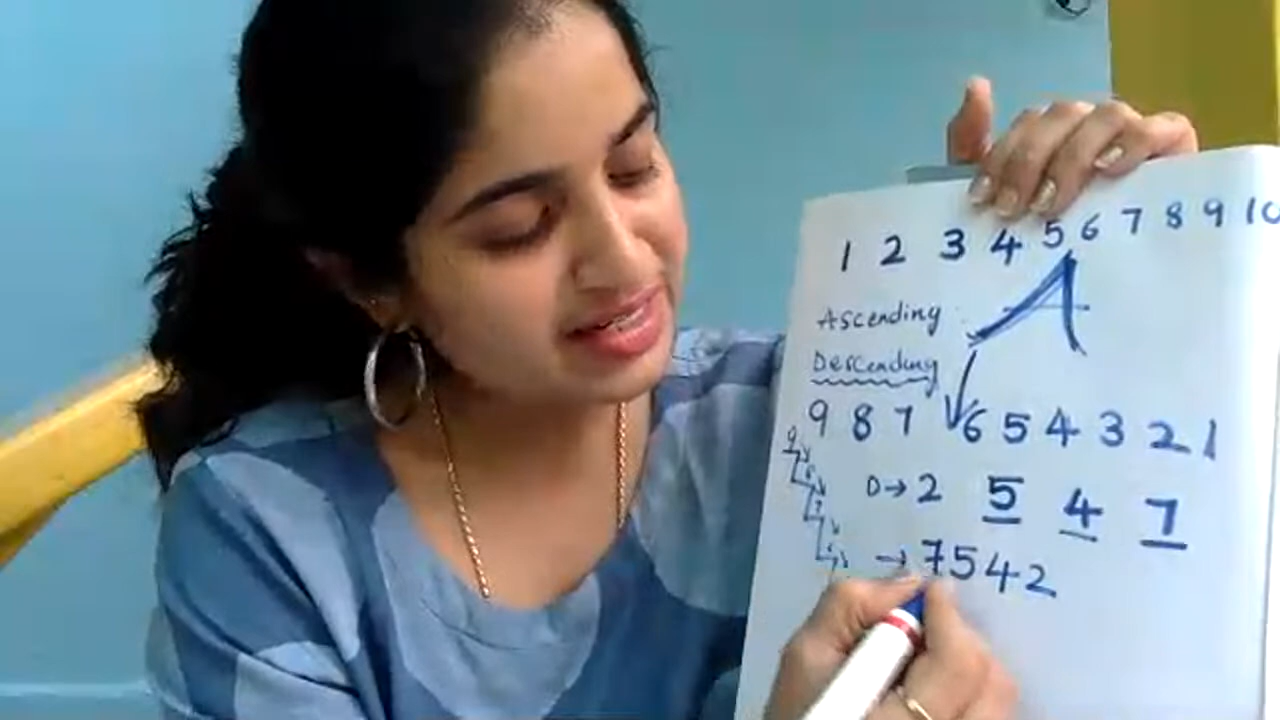 1 2 3 4 5 6 7 8 9 10
Ascending
Descending
9 8 7 6 5 4 3 2 1
9
D→ 2 5 4 7
→ 7542